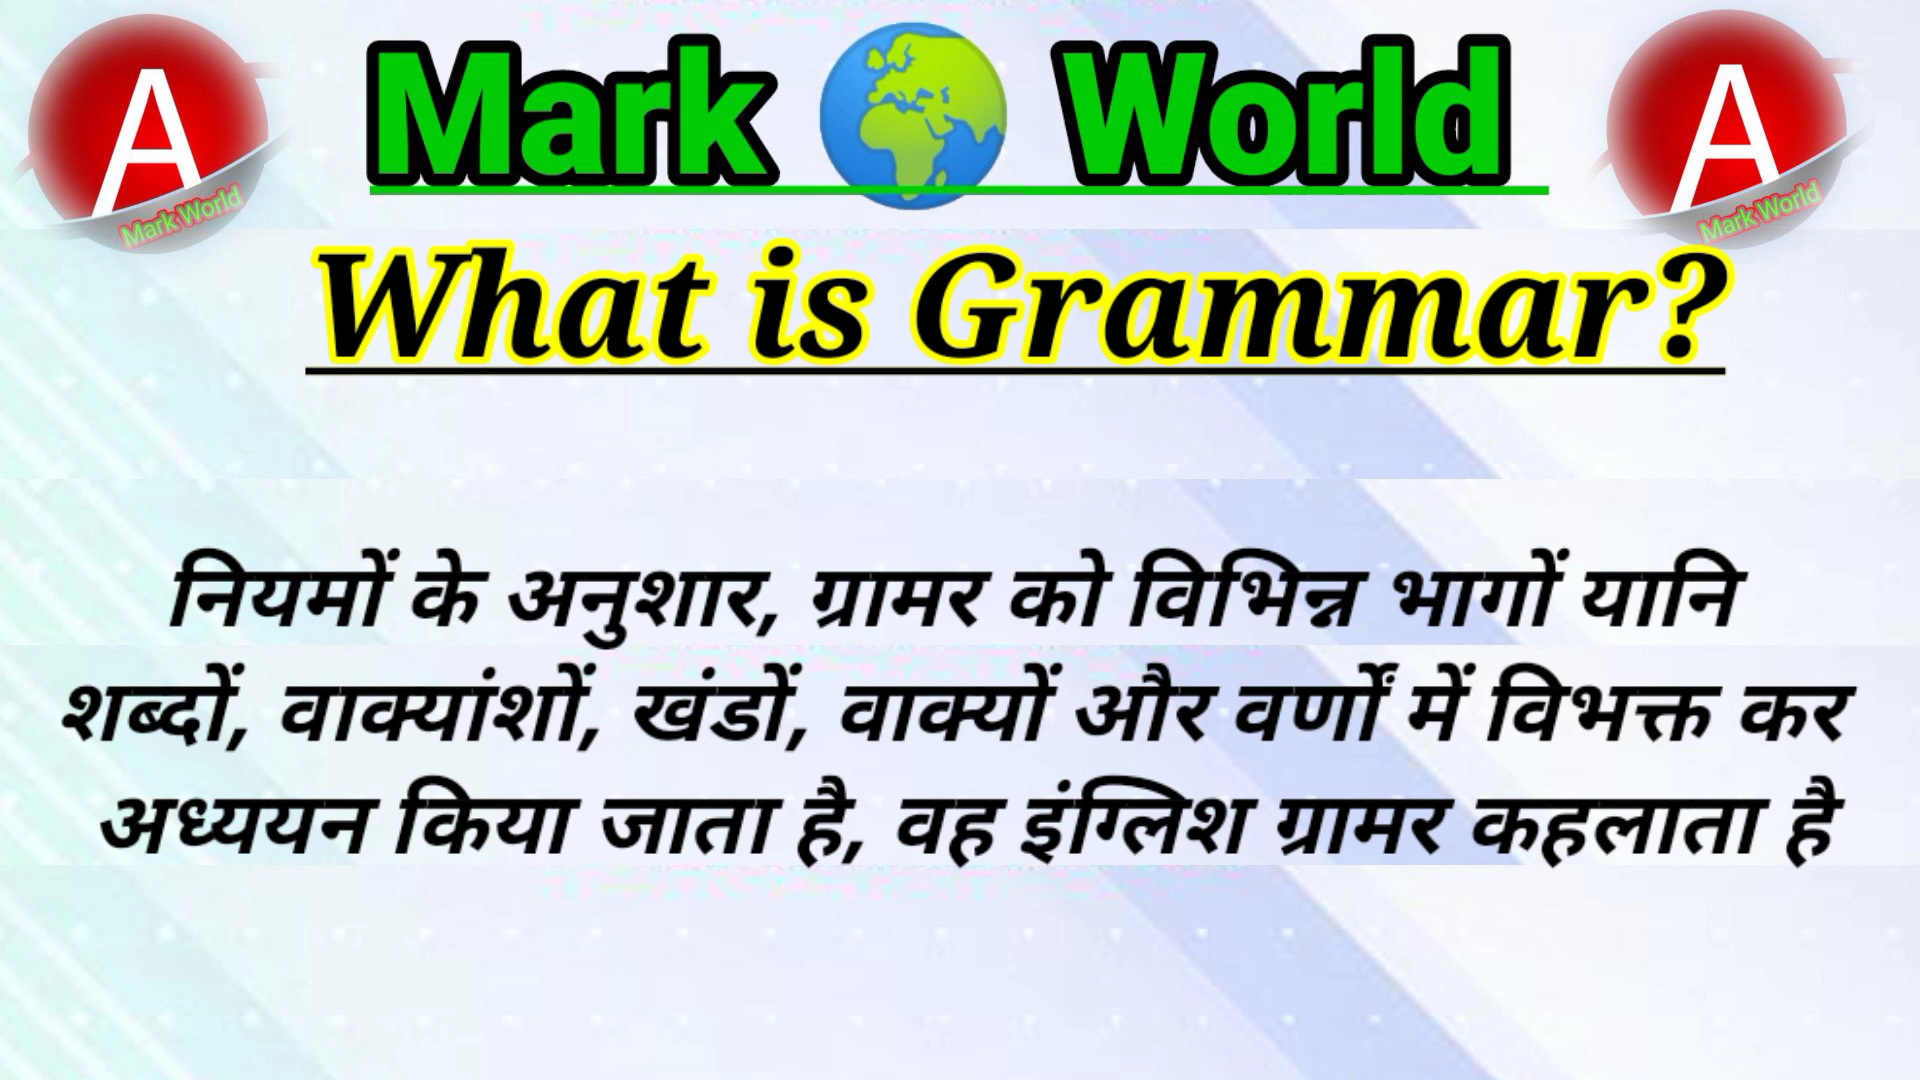 A
Mark World
Mark World
A
Mark World
What is Grammar?
नियमों के अनुशार, ग्रामर को विभिन्न भागों यानि
शब्दों, वाक्यांशों, खंडों, वाक्यों और वर्णों में विभक्त कर
अध्ययन किया जाता है, वह इंग्लिश ग्रामर कहलाता है